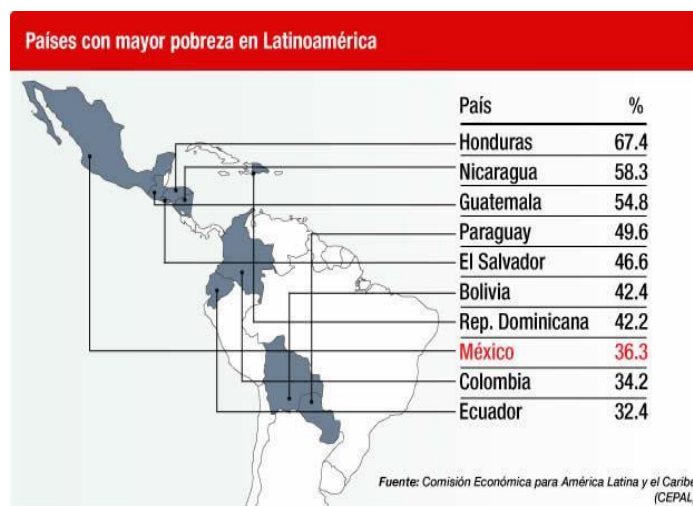 Países con mayor pobreza en Latinoamérica
País %
Honduras 67.4
Nicaragua 58.3
Guatemala 54.8
Paraguay 49.6
El Salvador 46.6
Bolivia 42.4
Rep. Dominicana 42.2
México 36.3
Colombia 34.2
Ecuador 32.4
Fuente: Comisión Económica para América Latina y el Caribe
(CEPAL)